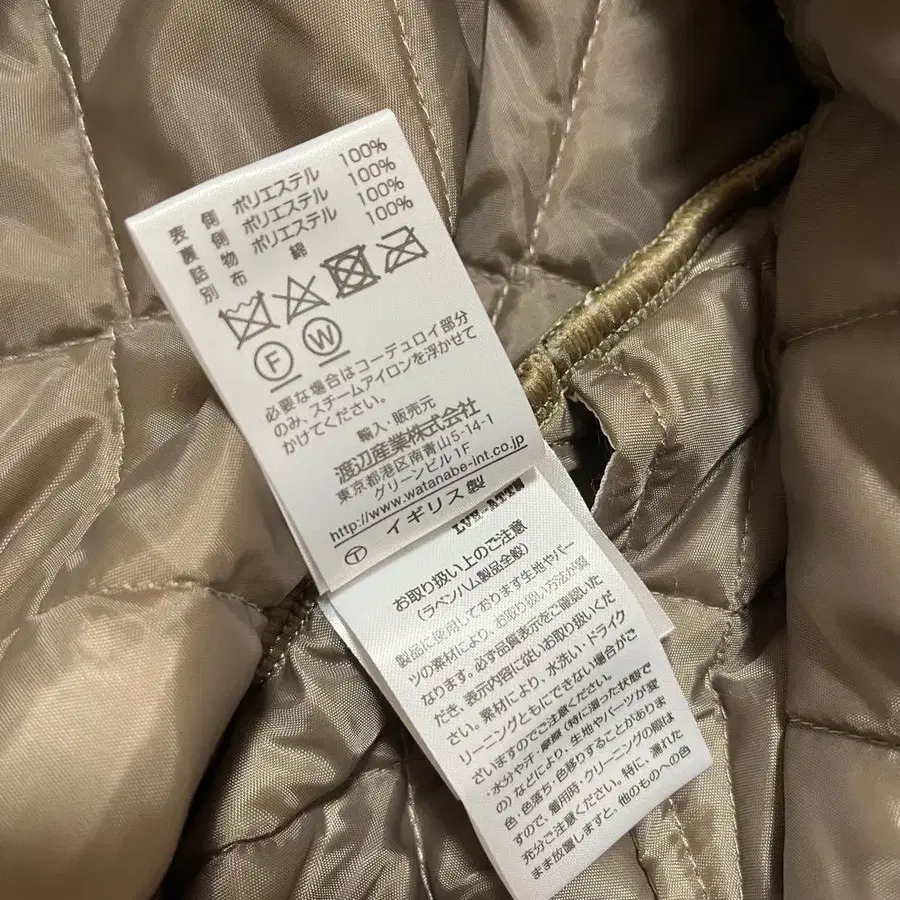 表側 ポリエステル 100%
裏側 ポリエステル 100%
詰物 ポリエステル 100%
別布 綿 100%
F W
必要な場合はコーデュロイ部分
のみ、スチームアイロンを浮かせて
かけてください。
輸入・販売元
渡辺産業株式会社
東京都港区南青山5-14-1
グリーンビル1F
http://www.watanabe-int.co.jp
T イギリス製
LVE-ATTN
お取り扱い上のご注意
(ラベンハム製品全般)
製品に使用しております生地やパー
ツの素材により、お取り扱い方法が異
なります。必ず品質表示をご確認いた
だき、表示内容に従いお取り扱いくだ
さい。素材により、水洗い・ドライク
リーニングともにできない場合がご
ざいますのでご注意ください。
水分や汗、摩擦(特に湿った状態で
の)などにより、生地やパーツが変
色・色落ち・色移りすることがありま
すので、着用時・クリーニングの際は
充分ご注意ください。特に、濡れた
まま放置しますと、他のものへの色